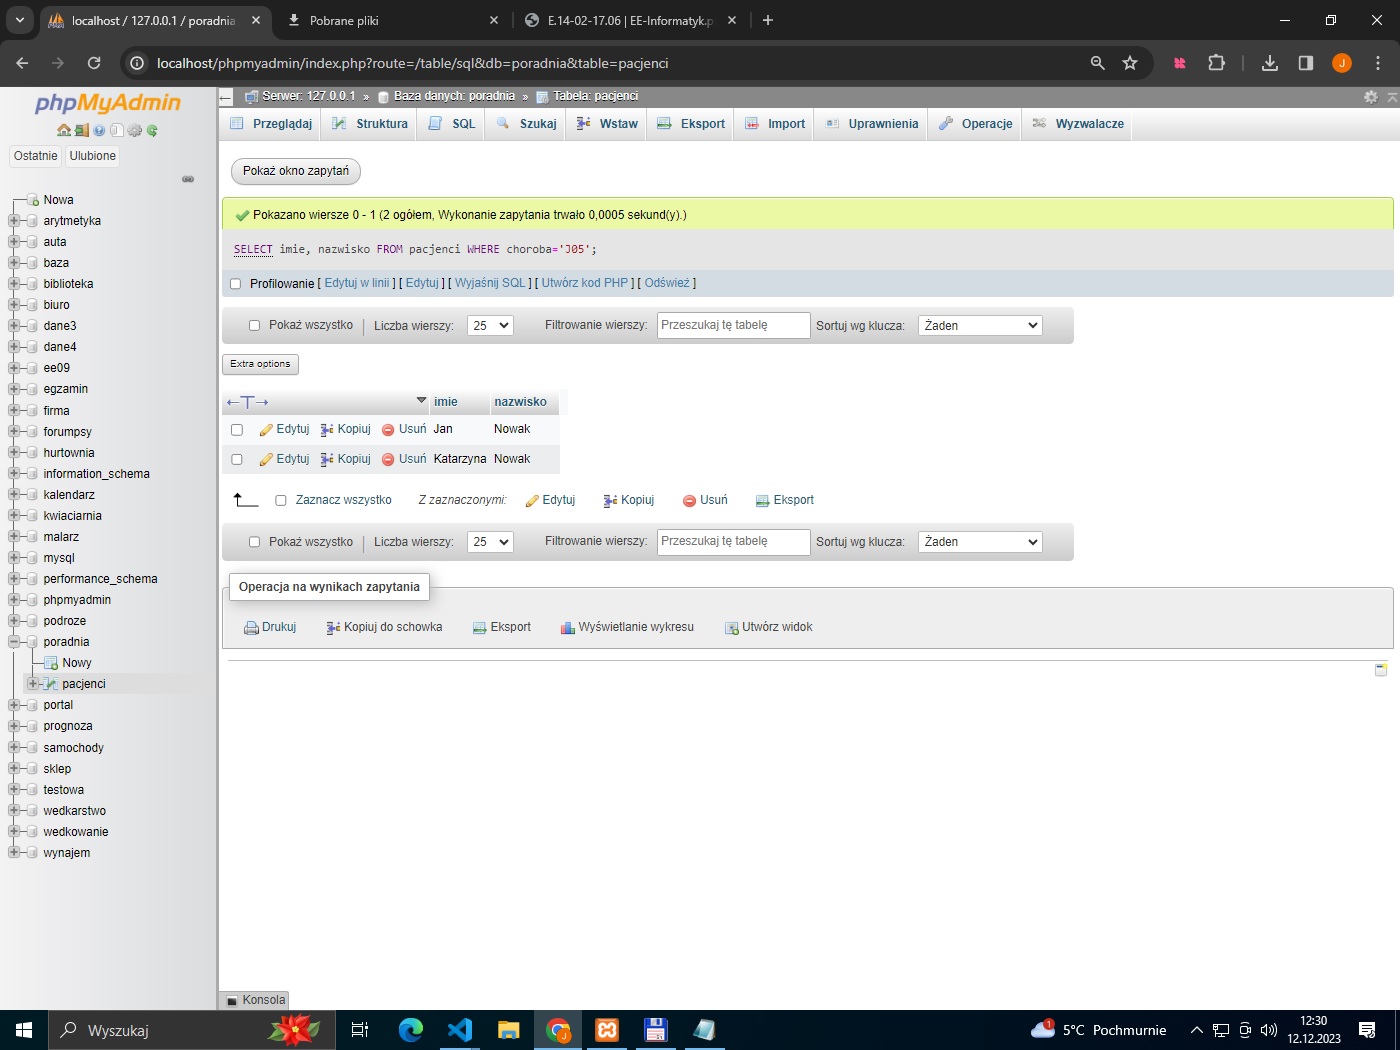 localhost / 127.0.0.1 / poradnia
Pobrane pliki
E.14-02-17.06 | EE-Informatyk.p
localhost/phpmyadmin/index.php?route=/table/sql&db=poradnia&table=pacjenci
J
phpMyAdmin
Ostatnie Ulubione
Nowa
arytmetyka
auta
baza
biblioteka
biuro
dane3
dane4
ee09
egzamin
firma
forumpsy
hurtownia
information_schema
kalendarz
kwiaciarnia
malarz
mysql
performance_schema
phpmyadmin
podroze
poradnia
Nowy
pacjenci
portal
prognoza
samochody
sklep
testowa
wedkarstwo
wedkowanie
wynajem
Serwer: 127.0.0.1 » Baza danych: poradnia » Tabela: pacjenci
Przeglądaj Struktura SQL Szukaj Wstaw Eksport Import Uprawnienia Operacje Wyzwalacze
Pokaż okno zapytań
Pokazano wiersze 0 - 1 (2 ogółem, Wykonanie zapytania trwało 0,0005 sekund(y).)
SELECT imie, nazwisko FROM pacjenci WHERE choroba='J05';
Profilowanie [ Edytuj w linii ] [ Edytuj ] [ Wyjaśnij SQL ] [ Utwórz kod PHP ] [ Odśwież ]
Pokaż wszystko | Liczba wierszy: 25 Filtrowanie wierszy: Przeszukaj tę tabelę Sortuj wg klucza: Żaden
Extra options
←T→ imie nazwisko
Edytuj Kopiuj Usuń Jan Nowak
Edytuj Kopiuj Usuń Katarzyna Nowak
Zaznacz wszystko Z zaznaczonymi: Edytuj Kopiuj Usuń Eksport
Pokaż wszystko | Liczba wierszy: 25 Filtrowanie wierszy: Przeszukaj tę tabelę Sortuj wg klucza: Żaden
Operacja na wynikach zapytania
Drukuj Kopiuj do schowka Eksport Wyświetlanie wykresu Utwórz widok
Konsola
Wyszukaj
1
5°C Pochmurnie
12:30
12.12.2023